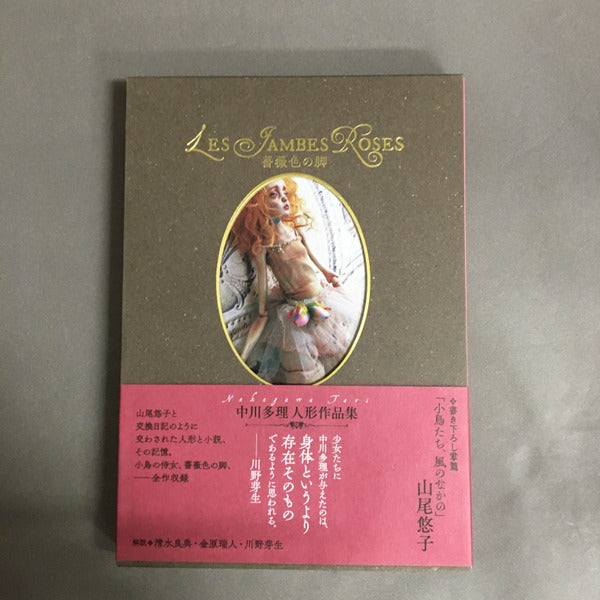 LES JAMBES ROSES
薔薇色の脚
Nakagawa Tari
中川多理 人形作品集
❖書き下ろし掌篇
「小鳥たち、風のなかの」
山尾悠子
少女たちに
中川多理が与えたのは、
身体というより
存在そのもの
であるように思われる。
——川野芽生
山尾悠子と
交換日記のように
交わされた人形と小説、
その記憶。
小鳥の侍女、薔薇色の脚、
——全作収録
解説❖清水良典・金原瑞人・川野芽生